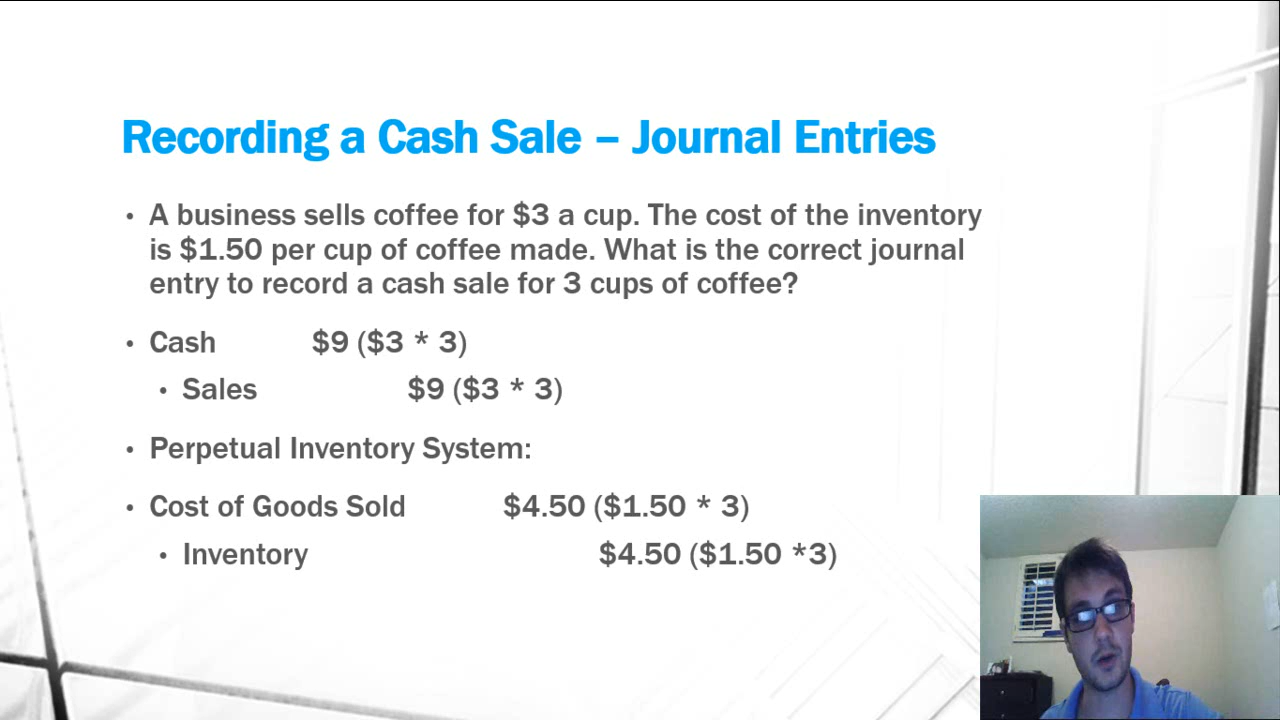 Recording a Cash Sale – Journal Entries
• A business sells coffee for $3 a cup. The cost of the inventory
is $1.50 per cup of coffee made. What is the correct journal
entry to record a cash sale for 3 cups of coffee?
• Cash $9 ($3 * 3)
• Sales $9 ($3 * 3)
• Perpetual Inventory System:
• Cost of Goods Sold $4.50 ($1.50 * 3)
• Inventory $4.50 ($1.50 *3)